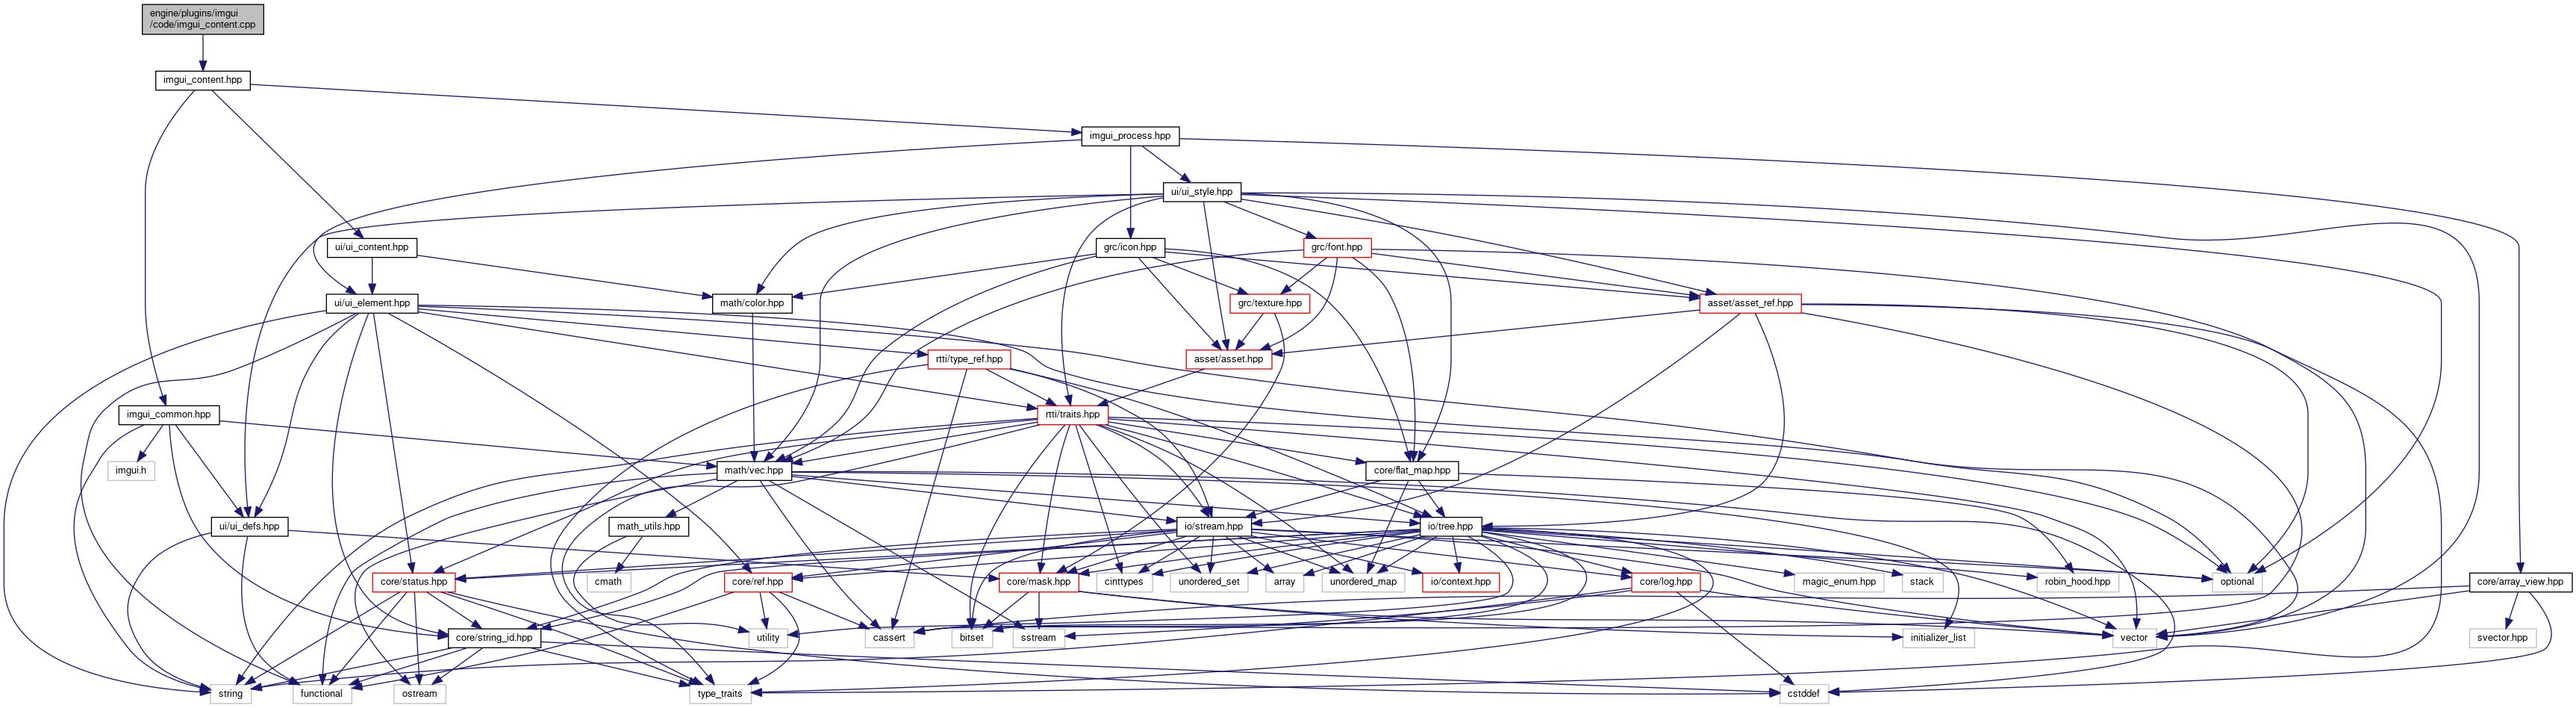 engine/plugins/imgui
/code/imgui_content.cpp
imgui_content.hpp
imgui_process.hpp
ui/ui_style.hpp
ui/ui_content.hpp
grc/icon.hpp
grc/font.hpp
ui/ui_element.hpp
math/color.hpp
grc/texture.hpp
asset/asset_ref.hpp
rtti/type_ref.hpp
asset/asset.hpp
imgui_common.hpp
rtti/traits.hpp
imgui.h
math/vec.hpp
core/flat_map.hpp
ui/ui_defs.hpp
math_utils.hpp
io/stream.hpp
io/tree.hpp
core/status.hpp
cmath
core/ref.hpp
core/mask.hpp
cinttypes
unordered_set
array
unordered_map
io/context.hpp
core/log.hpp
magic_enum.hpp
stack
robin_hood.hpp
optional
core/array_view.hpp
core/string_id.hpp
utility
cassert
bitset
sstream
initializer_list
vector
svector.hpp
string
functional
ostream
type_traits
cstddef